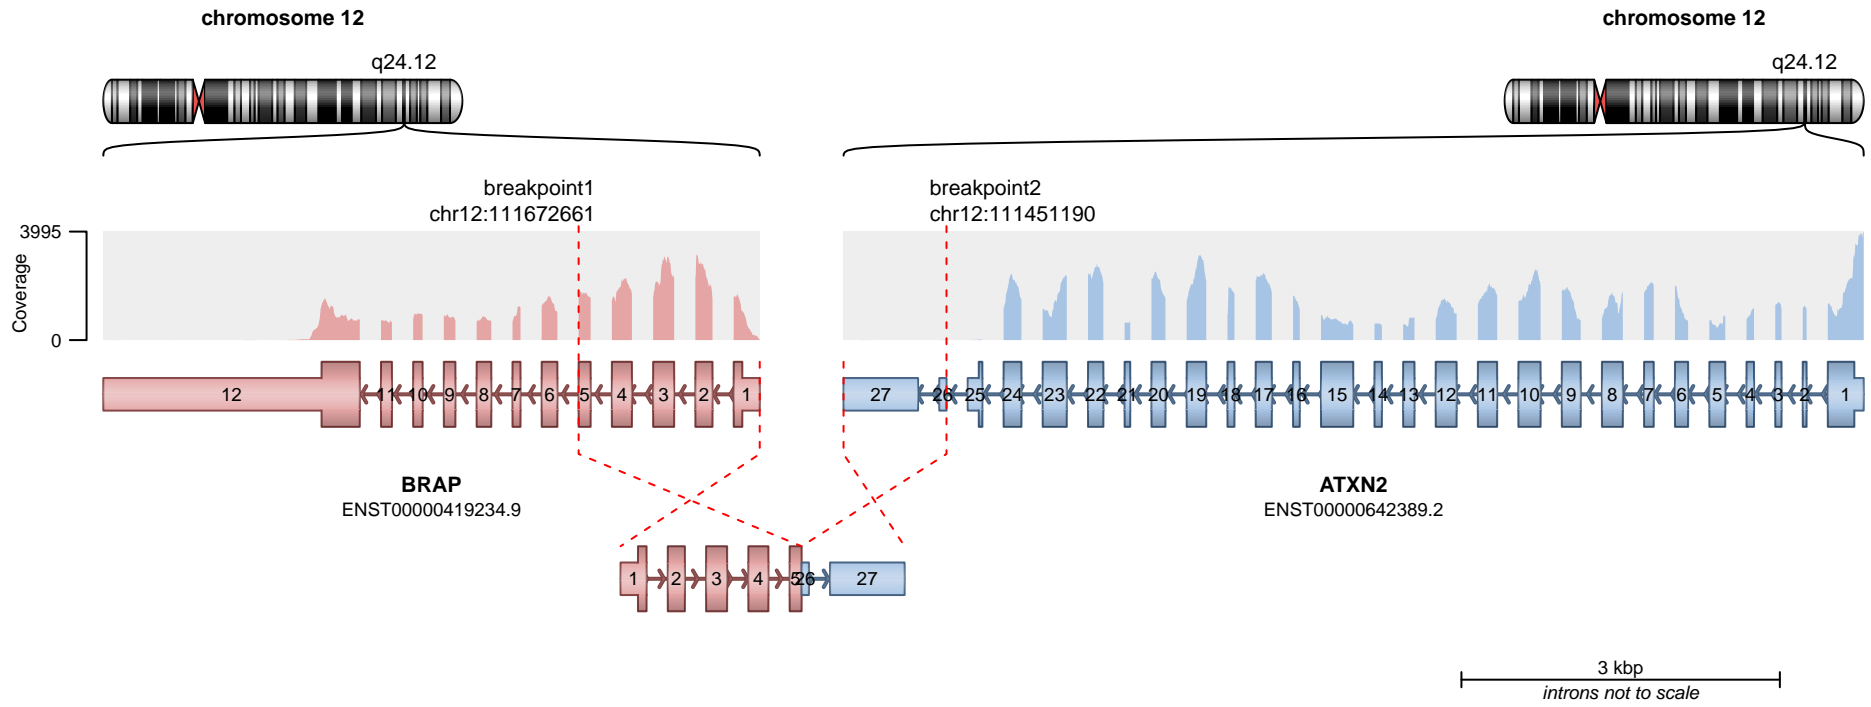 chromosome 12
chromosome 12
q24.12
q24.12
breakpoint1
chr12:111672661
breakpoint2
chr12:111451190
3995
Coverage
0
12 11 10 9 8 7 6 5 4 3 2 1
27 26 25 24 23 22 21 20 19 18 17 16 15 14 13 12 11 10 9 8 7 6 5 4 3 2 1
BRAP
ENST00000419234.9
ATXN2
ENST00000642389.2
1 2 3 4 5 26 27
3 kbp
introns not to scale